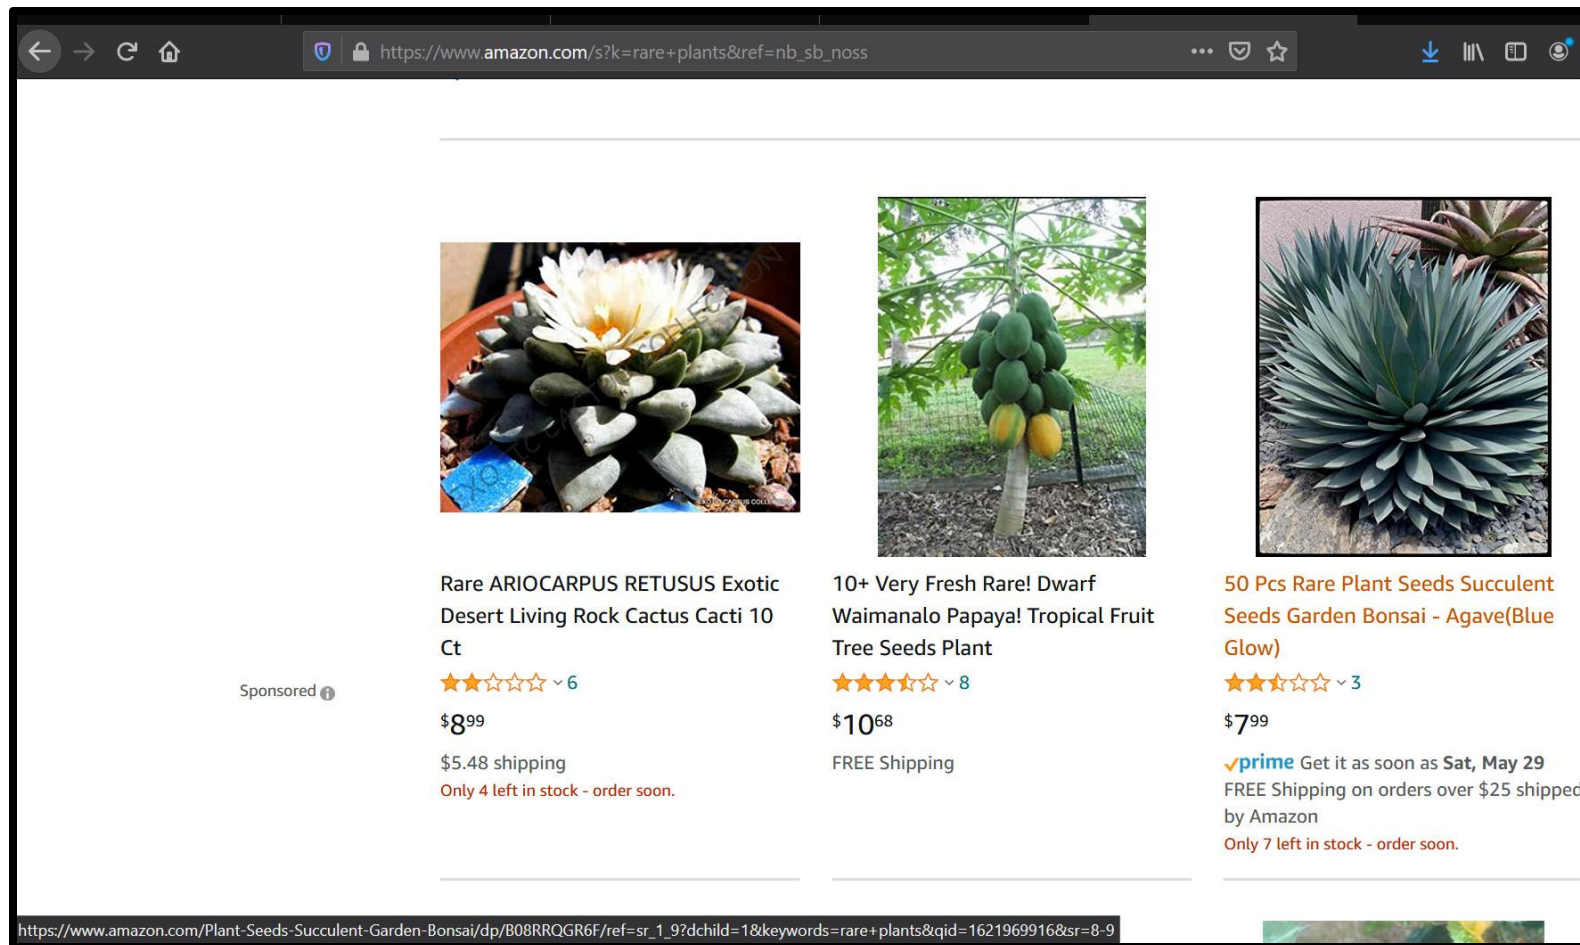 https://www.amazon.com/s?k=rare+plants&ref=nb_sb_noss
Sponsored
EXOTIC CACTUS COLLECTION
Rare ARIOCARPUS RETUSUS Exotic
Desert Living Rock Cactus Cacti 10
Ct
6
$899
$5.48 shipping
Only 4 left in stock - order soon.
10+ Very Fresh Rare! Dwarf
Waimanalo Papaya! Tropical Fruit
Tree Seeds Plant
8
$1068
FREE Shipping
50 Pcs Rare Plant Seeds Succulent
Seeds Garden Bonsai - Agave(Blue
Glow)
3
$799
prime Get it as soon as Sat, May 29
FREE Shipping on orders over $25 shipped
by Amazon
Only 7 left in stock - order soon.
https://www.amazon.com/Plant-Seeds-Succulent-Garden-Bonsai/dp/B08RRQGR6F/ref=sr_1_9?dchild=1&keywords=rare+plants&qid=1621969916&sr=8-9